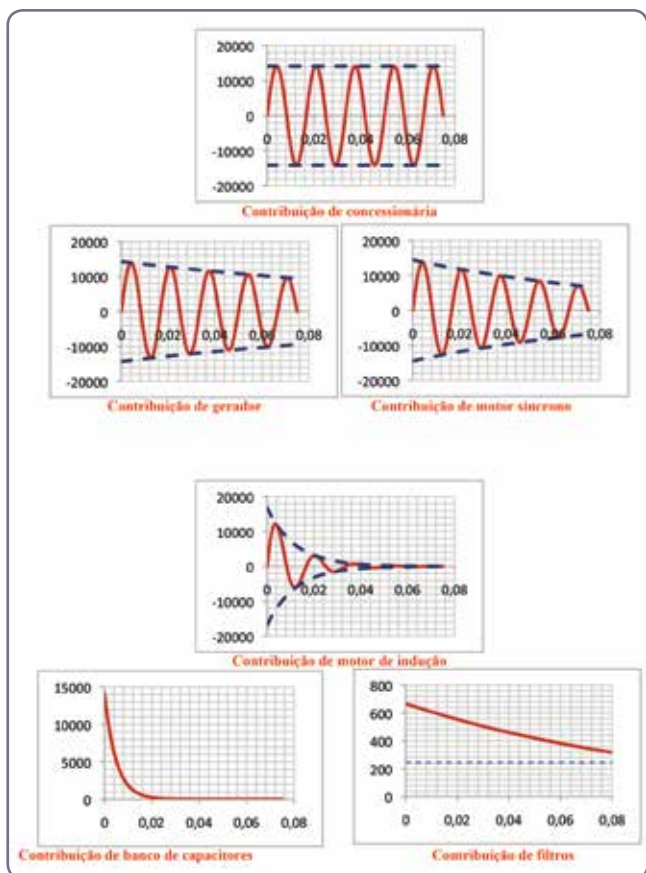 20000
10000
0
0 0,02 0,04 0,06 0,08
-10000
-20000
Contribuição de concessionária
20000
10000
0
0 0,02 0,04 0,06 0,08
-10000
-20000
Contribuição de gerador
20000
10000
0
0 0,02 0,04 0,06 0,08
-10000
-20000
Contribuição de motor síncrono
20000
10000
0
0 0,02 0,04 0,06 0,08
-10000
-20000
Contribuição de motor de indução
15000
10000
5000
0
0 0,02 0,04 0,06 0,08
Contribuição de banco de capacitores
800
600
400
200
0
0 0,02 0,04 0,06 0,08
Contribuição de filtros